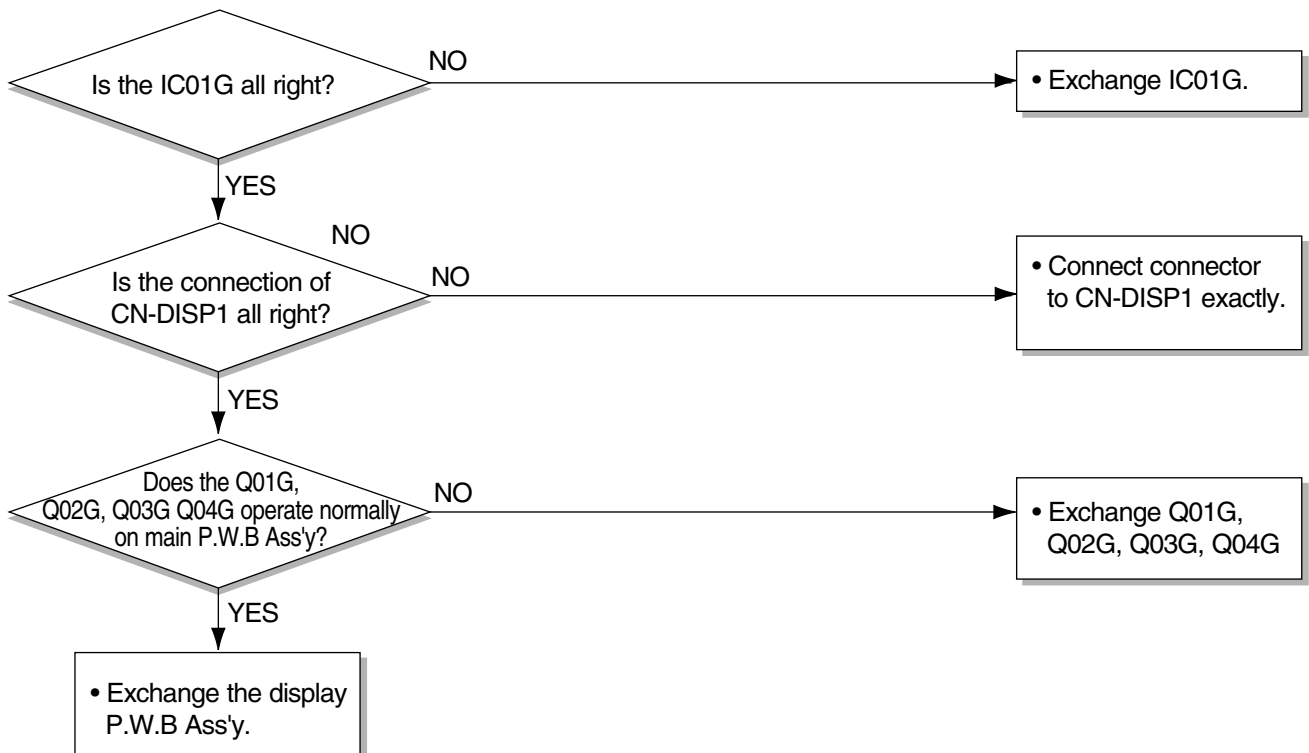 Is the IC01G all right?
NO
• Exchange IC01G.
YES
NO
Is the connection of
CN-DISP1 all right?
NO
• Connect connector
to CN-DISP1 exactly.
YES
Does the Q01G,
Q02G, Q03G Q04G operate normally
on main P.W.B Ass'y?
NO
• Exchange Q01G,
Q02G, Q03G, Q04G
YES
• Exchange the display
P.W.B Ass'y.